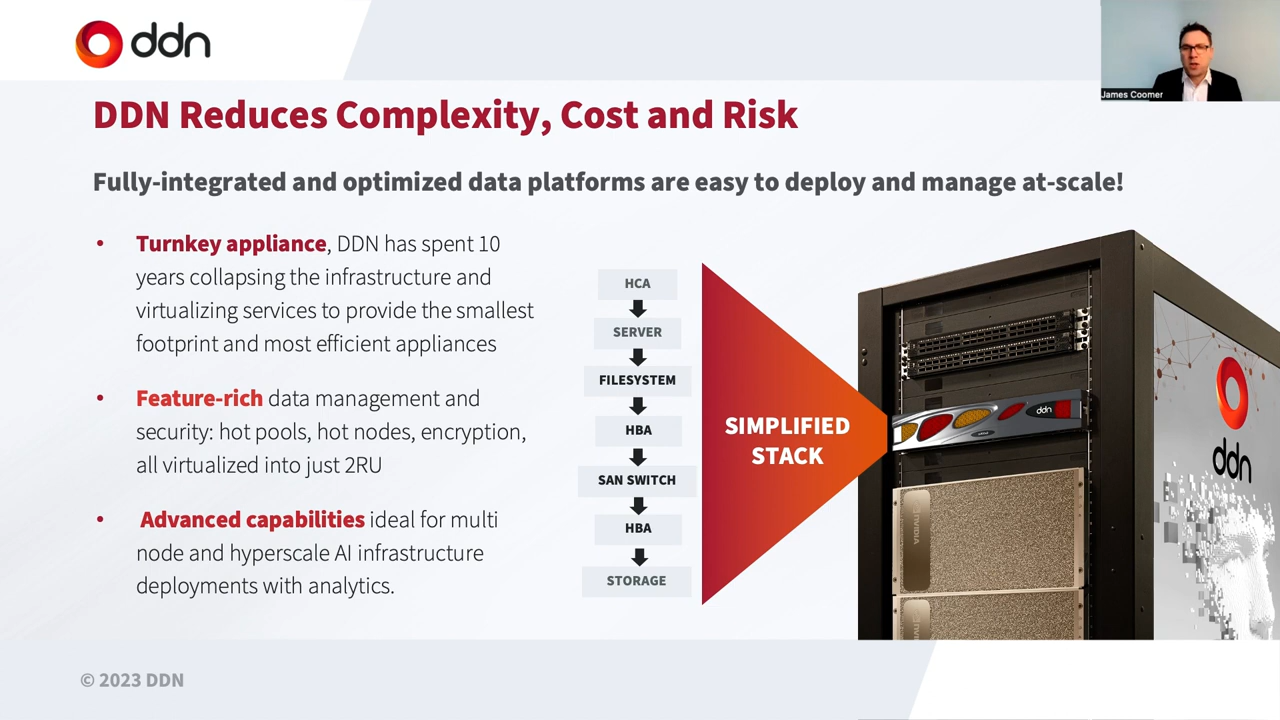 ddn
James Coomer
DDN Reduces Complexity, Cost and Risk
Fully-integrated and optimized data platforms are easy to deploy and manage at-scale!
• Turnkey appliance, DDN has spent 10
years collapsing the infrastructure and
virtualizing services to provide the smallest
footprint and most efficient appliances
• Feature-rich data management and
security: hot pools, hot nodes, encryption,
all virtualized into just 2RU
• Advanced capabilities ideal for multi
node and hyperscale AI infrastructure
deployments with analytics.
HCA
SERVER
FILESYSTEM
HBA
SAN SWITCH
HBA
STORAGE
SIMPLIFIED
STACK
ddn
ddn
NVIDIA
NVIDIA
© 2023 DDN